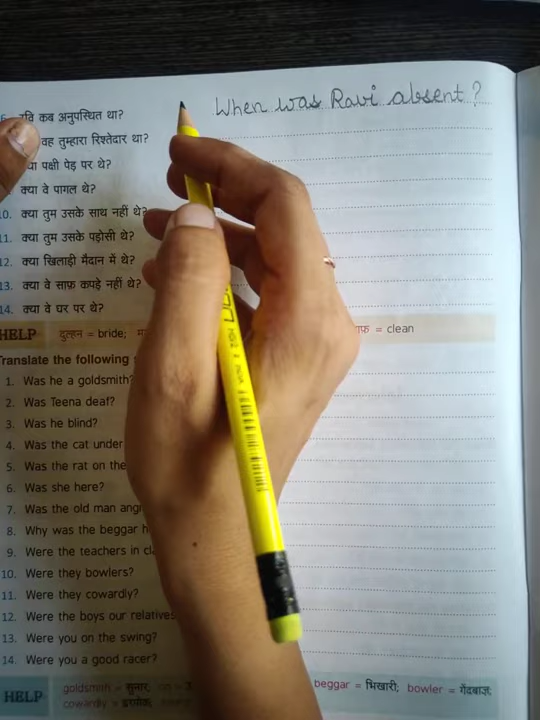 रवि कब अनुपस्थित था?
When was Ravi absent?
वह तुम्हारा रिश्तेदार था?
पक्षी पेड़ पर थे?
क्या वे पागल थे?
10. क्या तुम उसके साथ नहीं थे?
11. क्या तुम उसके पड़ोसी थे?
12. क्या खिलाड़ी मैदान में थे?
13. क्या वे साफ़ कपड़े नहीं थे?
14. क्या वे घर पर थे?
HELP दुल्हन = bride; = clean
Translate the following
1. Was he a goldsmith?
2. Was Teena deaf?
3. Was he blind?
4. Was the cat under
5. Was the rat on the
6. Was she here?
7. Was the old man
8. Why was the beggar
9. Were the teachers in
10. Were they bowlers?
11. Were they cowardly?
12. Were the boys our relatives
13. Were you on the swing?
14. Were you a good racer?
HELP goldsmith = सुनार; beggar = भिखारी; bowler = गेंदबाज़;
cowardly = डरपोक;